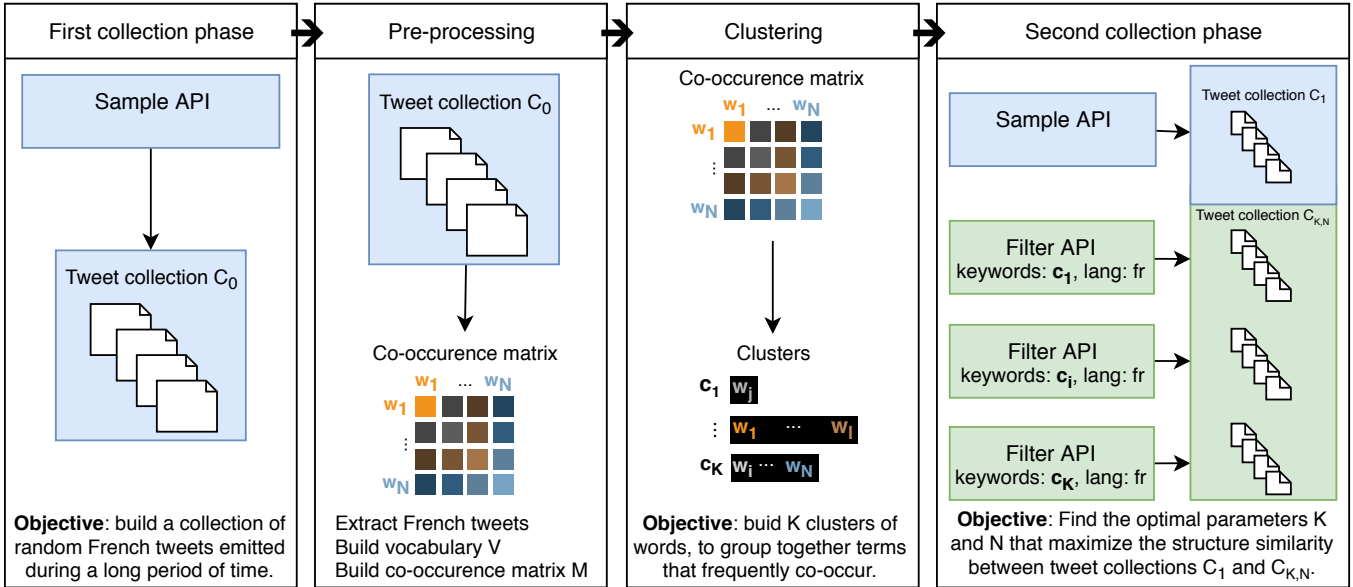 First collection phase
Sample API
Tweet collection C0
Objective: build a collection of
random French tweets emitted
during a long period of time.
Pre-processing
Tweet collection C0
Co-occurence matrix
w1 ... wN
w1
⋮
wN
Extract French tweets
Build vocabulary V
Build co-occurence matrix M
Clustering
Co-occurence matrix
w1 ... wN
w1
⋮
wN
Clusters
c1 wj
⋮ w1 ... wl
cK wi ... wN
Objective: buid K clusters of
words, to group together terms
that frequently co-occur.
Second collection phase
Sample API
Tweet collection C1
Tweet collection CK,N
Filter API
keywords: c1, lang: fr
Filter API
keywords: ci, lang: fr
Filter API
keywords: cK, lang: fr
Objective: Find the optimal parameters K
and N that maximize the structure similarity
between tweet collections C1 and CK,N.